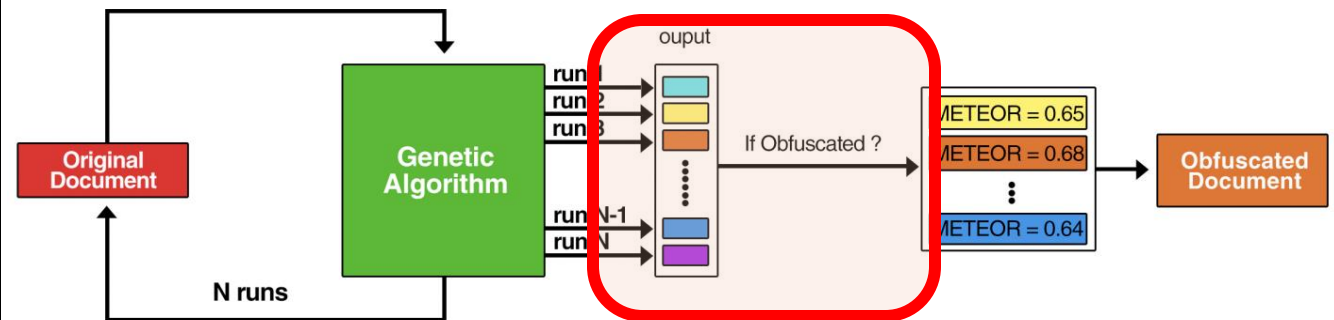 ouput
run 1
run 2
run 3
Original
Document
Genetic
Algorithm
If Obfuscated ?
METEOR = 0.65
METEOR = 0.68
METEOR = 0.64
Obfuscated
Document
run N-1
run N
N runs